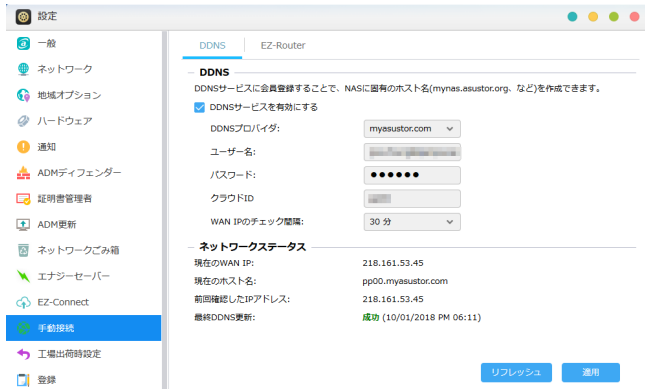 設定
一般
ネットワーク
地域オプション
ハードウェア
通知
ADMディフェンダー
証明書管理者
ADM更新
ネットワークごみ箱
エナジーセーバー
EZ-Connect
手動接続
工場出荷時設定
登録
DDNS EZ-Router
DDNS
DDNSサービスに会員登録することで、NASに固有のホスト名(mynas.asustor.org、など)を作成できます。
DDNSサービスを有効にする
DDNSプロバイダ: myasustor.com
ユーザー名:
パスワード: ●●●●●●
クラウドID
WAN IPのチェック間隔: 30 分
ネットワークステータス
現在のWAN IP: 218.161.53.45
現在のホスト名: pp00.myasustor.com
前回確認したIPアドレス: 218.161.53.45
最終DDNS更新: 成功 (10/01/2018 PM 06:11)
リフレッシュ 適用